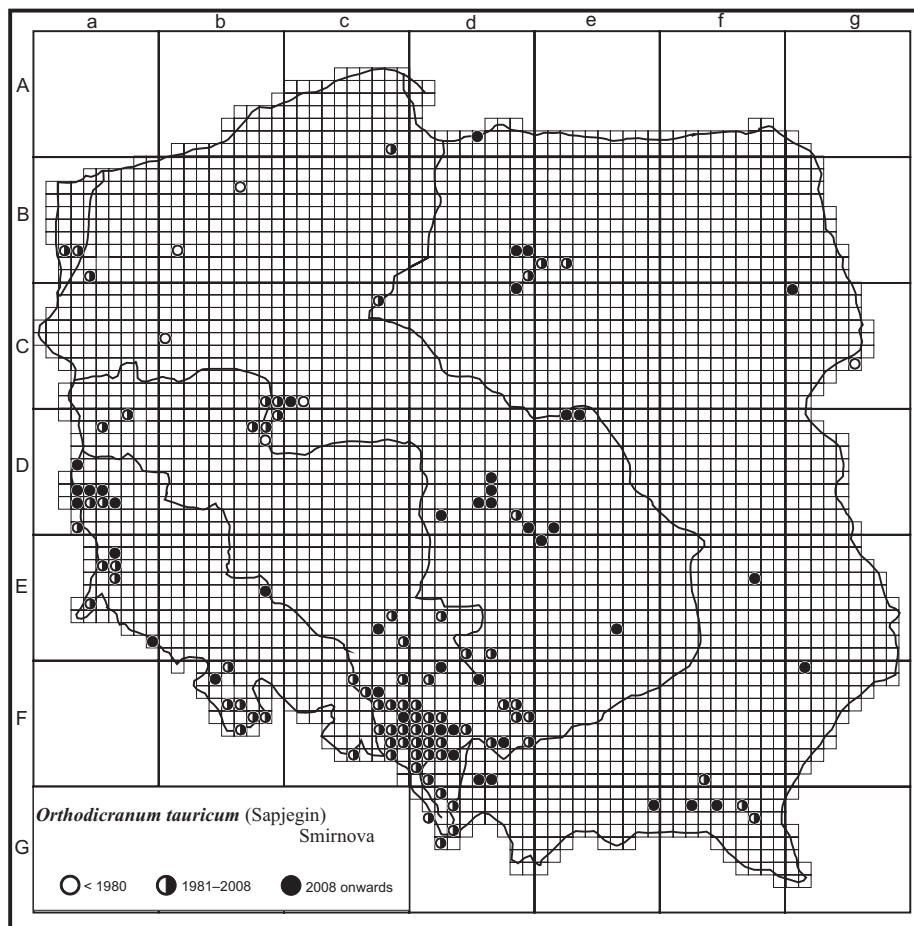 a b c d e f g
A
B
C
D
E
F
G
Orthodicranum tauricum (Sapjegin)
Smirnova
< 1980 1981–2008 2008 onwards